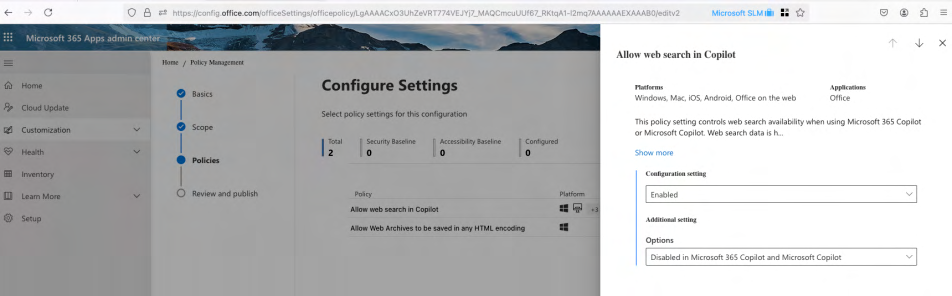 https://config.office.com/officeSettings/officepolicy/LgAAAACxO3UhZeVRT774VEJYj7_MAQCmcuUUf67_RKtqA1-I2mq7AAAAAAEXAAAB0/editv2
Microsoft SLM
Microsoft 365 Apps admin center
Home
Cloud Update
Customization
Health
Inventory
Learn More
Setup
Home / Policy Management
Basics
Scope
Policies
Review and publish
Configure Settings
Select policy settings for this configuration
Total
2
Security Baseline
0
Accessibility Baseline
0
Configured
0
Policy Platform
Allow web search in Copilot +3
Allow Web Archives to be saved in any HTML encoding
Allow web search in Copilot
Platforms
Windows, Mac, iOS, Android, Office on the web
Applications
Office
This policy setting controls web search availability when using Microsoft 365 Copilot
or Microsoft Copilot. Web search data is h...
Show more
Configuration setting
Enabled
Additional setting
Options
Disabled in Microsoft 365 Copilot and Microsoft Copilot